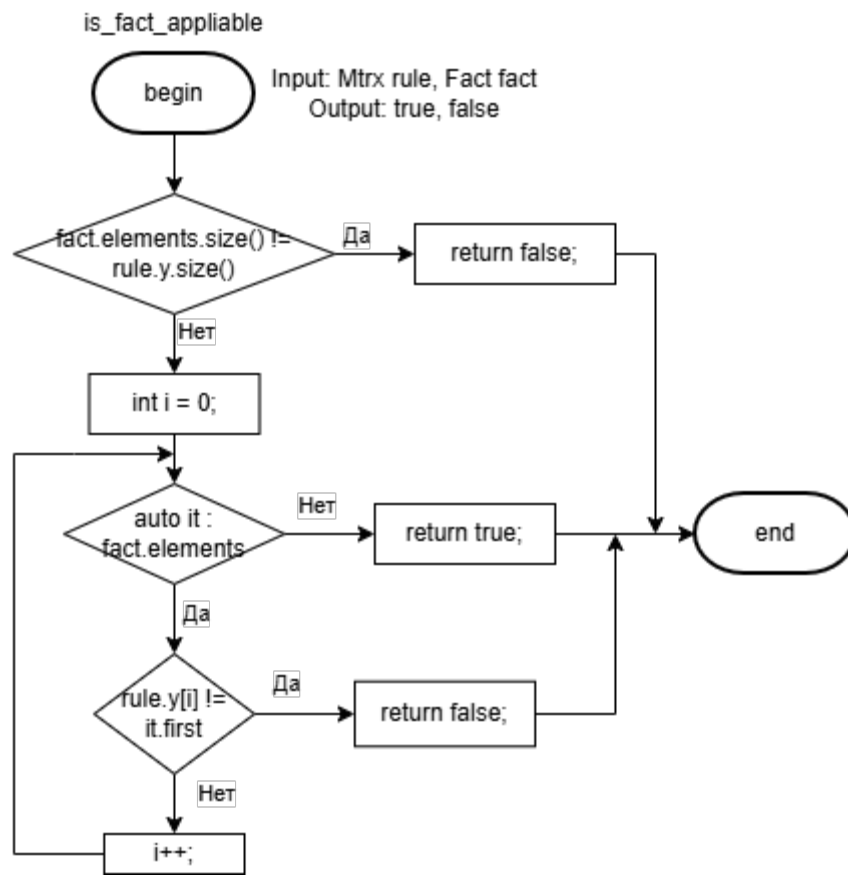 is_fact_appliable
begin
Input: Mtrx rule, Fact fact
Output: true, false
fact.elements.size() !=
rule.y.size()
Да
return false;
Нет
int i = 0;
auto it :
fact.elements
Нет
return true;
end
Да
rule.y[i] !=
it.first
Да
return false;
Нет
i++;